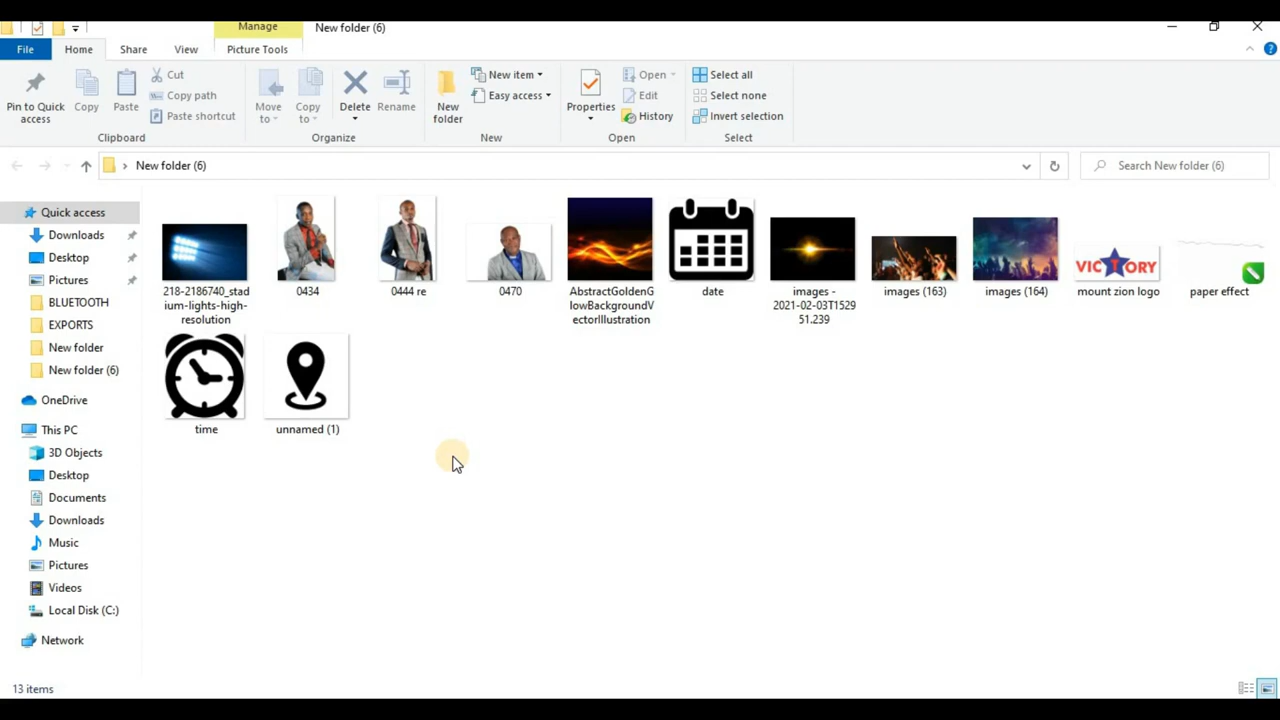 Manage
New folder (6)
File
Home
Share
View
Picture Tools
Pin to Quick access
Copy
Paste
Cut
Copy path
Paste shortcut
Clipboard
Move to
Copy to
Delete
Rename
Organize
New folder
New item
Easy access
New
Properties
Open
Edit
History
Open
Select all
Select none
Invert selection
Select
New folder (6)
Search New folder (6)
Quick access
Downloads
Desktop
Pictures
BLUETOOTH
EXPORTS
New folder
New folder (6)
OneDrive
This PC
3D Objects
Desktop
Documents
Downloads
Music
Pictures
Videos
Local Disk (C:)
Network
218-2186740_stad
ium-lights-high-
resolution
0434
0444 re
0470
AbstractGoldenG
lowBackgroundV
ectorIllustration
date
images -
2021-02-03T1529
51.239
images (163)
images (164)
VICTORY
mount zion logo
paper effect
time
unnamed (1)
13 items